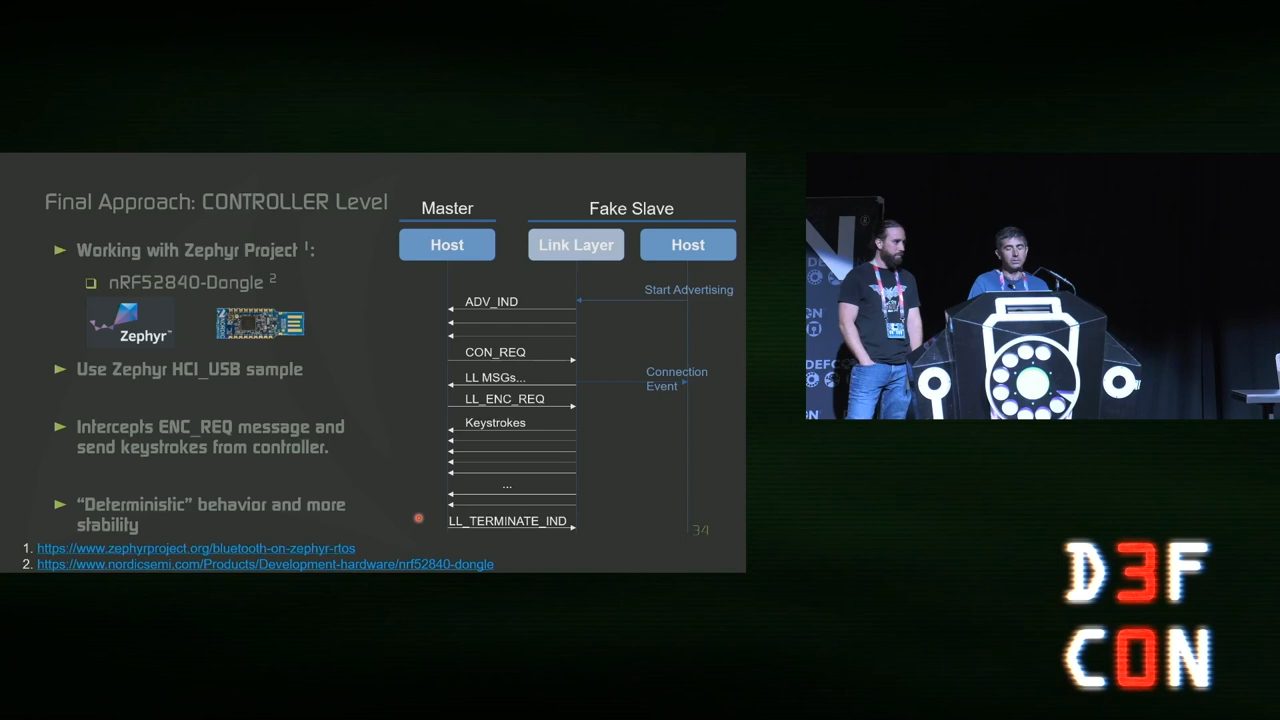 Final Approach: CONTROLLER Level
► Working with Zephyr Project ¹:
❑ nRF52840-Dongle ²
Zephyr™
► Use Zephyr HCI_USB sample
► Intercepts ENC_REQ message and
send keystrokes from controller.
► “Deterministic” behavior and more
stability
Master
Fake Slave
Host
Link Layer
Host
Start Advertising
ADV_IND
CON_REQ
Connection
Event
LL MSGs...
LL_ENC_REQ
Keystrokes
...
LL_TERMINATE_IND
34
1. https://www.zephyrproject.org/bluetooth-on-zephyr-rtos
2. https://www.nordicsemi.com/Products/Development-hardware/nrf52840-dongle
D3F
C0N